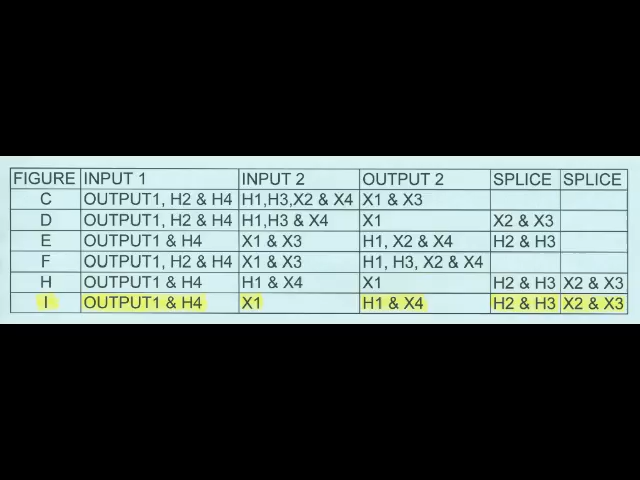 FIGURE INPUT 1 INPUT 2 OUTPUT 2 SPLICE SPLICE
C OUTPUT1, H2 & H4 H1,H3,X2 & X4 X1 & X3
D OUTPUT1, H2 & H4 H1,H3 & X4 X1 X2 & X3
E OUTPUT1 & H4 X1 & X3 H1, X2 & X4 H2 & H3
F OUTPUT1, H2 & H4 X1 & X3 H1, H3, X2 & X4
H OUTPUT1 & H4 H1 & X4 X1 H2 & H3 X2 & X3
I OUTPUT1 & H4 X1 H1 & X4 H2 & H3 X2 & X3